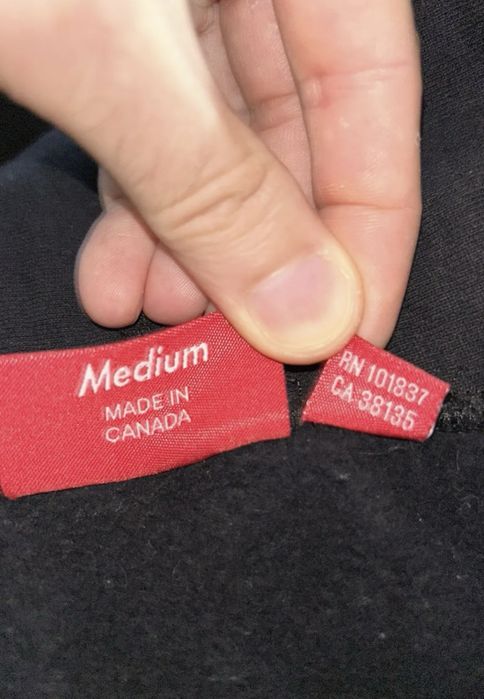 Medium
MADE IN
CANADA
RN 101837
CA 38135